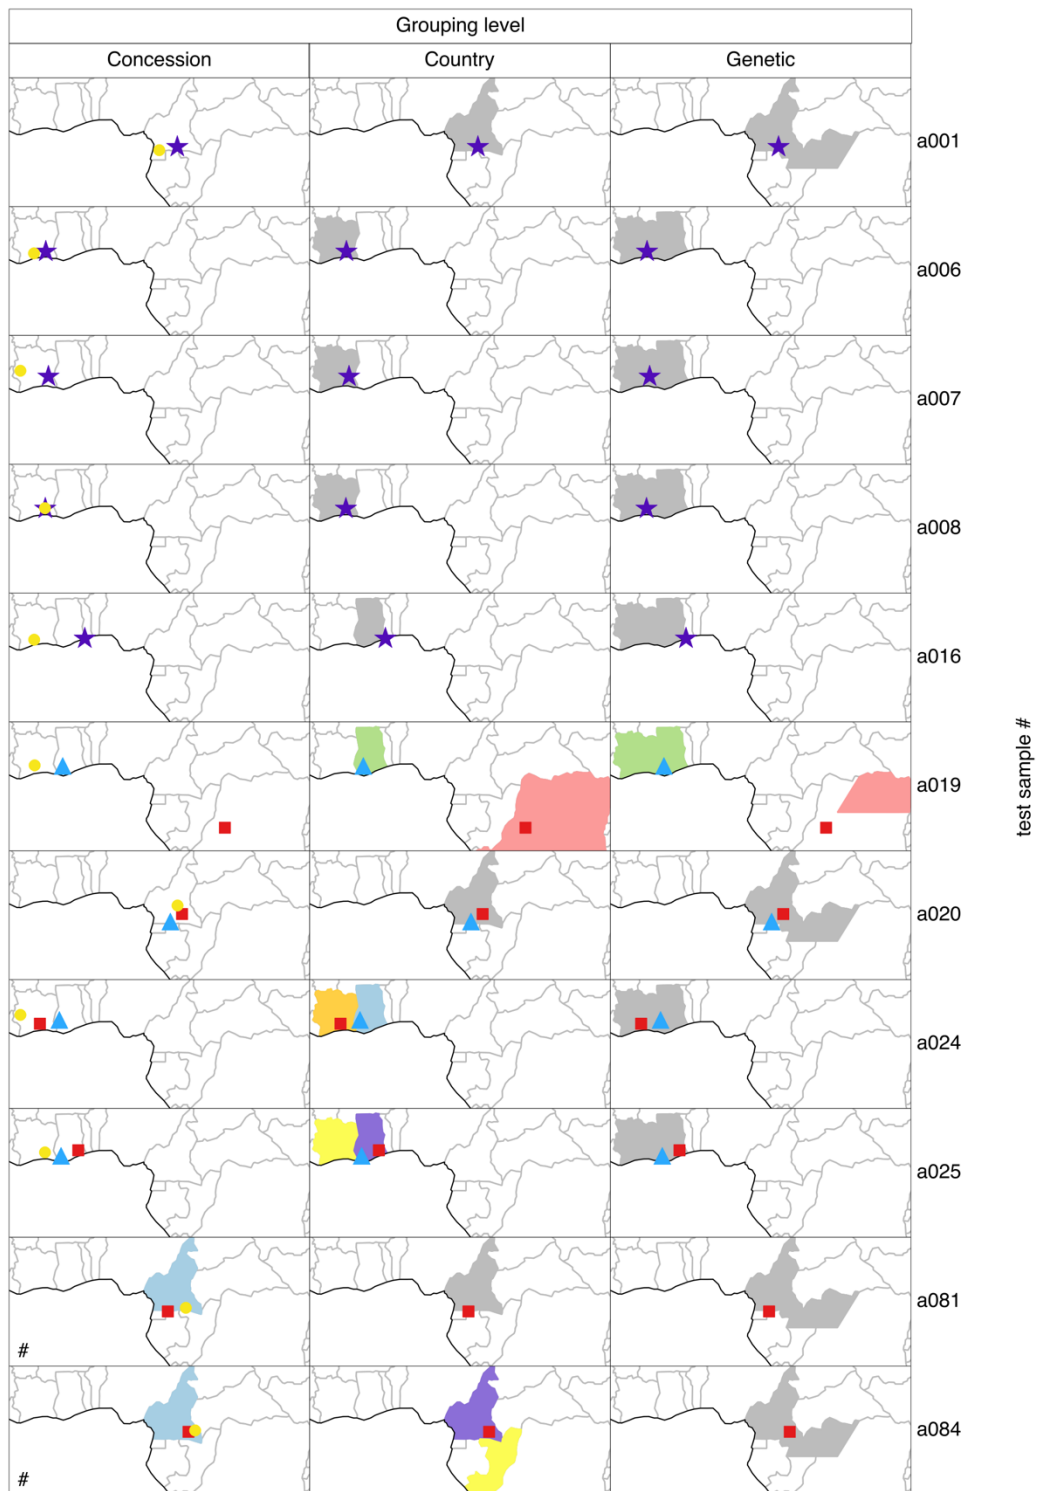 Grouping level
Concession Country Genetic
a001
a006
a007
a008
a016
a019
a020
a024
a025
a081
#
a084
#
test sample #